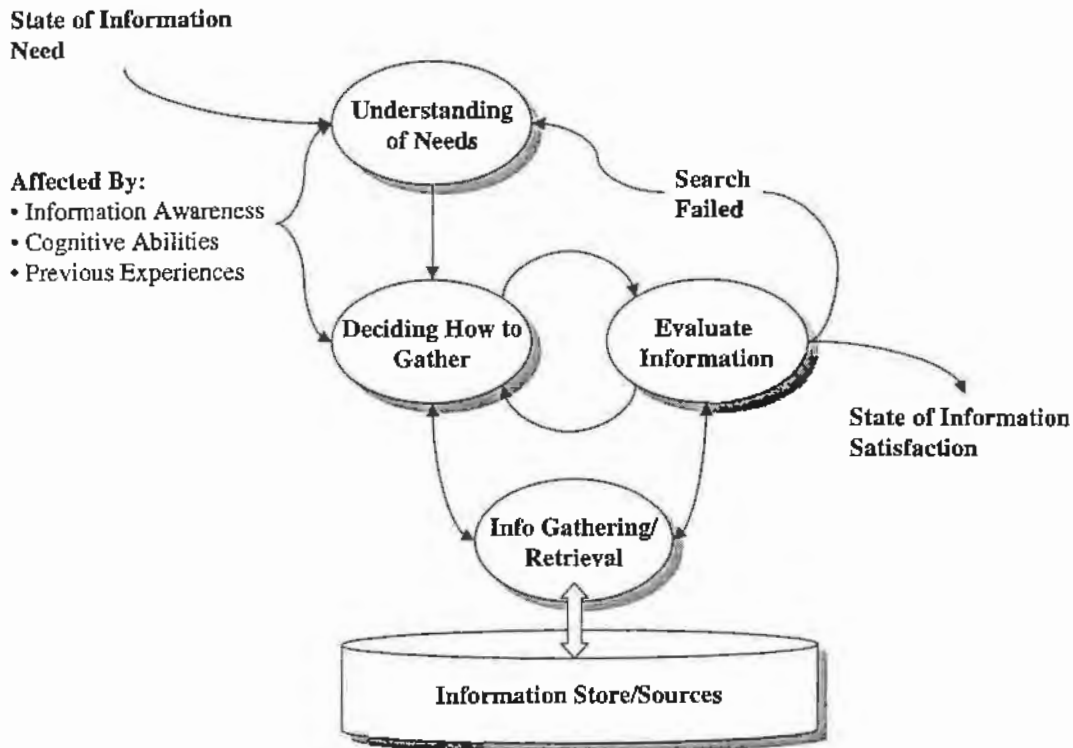 State of Information
Need
Understanding
of Needs
Affected By:
• Information Awareness
• Cognitive Abilities
• Previous Experiences
Search
Failed
Deciding How to
Gather
Evaluate
Information
State of Information
Satisfaction
Info Gathering/
Retrieval
Information Store/Sources